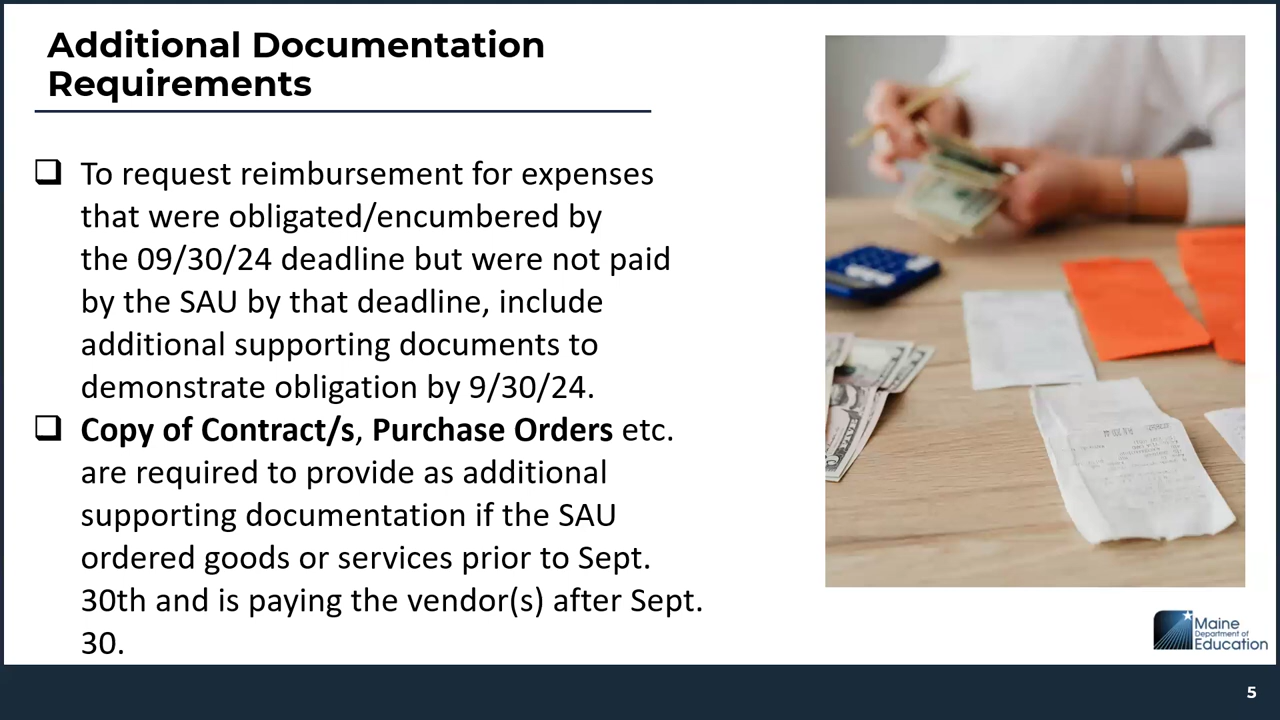 Additional Documentation
Requirements
❑ To request reimbursement for expenses
that were obligated/encumbered by
the 09/30/24 deadline but were not paid
by the SAU by that deadline, include
additional supporting documents to
demonstrate obligation by 9/30/24.
❑ Copy of Contract/s, Purchase Orders etc.
are required to provide as additional
supporting documentation if the SAU
ordered goods or services prior to Sept.
30th and is paying the vendor(s) after Sept.
30.
Maine
Department of
Education
5